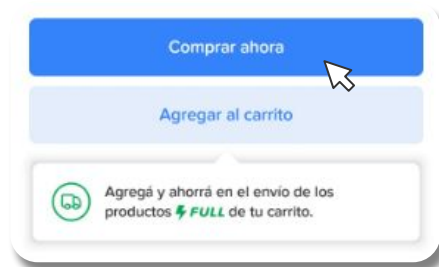 Comprar ahora
Agregar al carrito
Agregá y ahorrá en el envío de los
productos FULL de tu carrito.